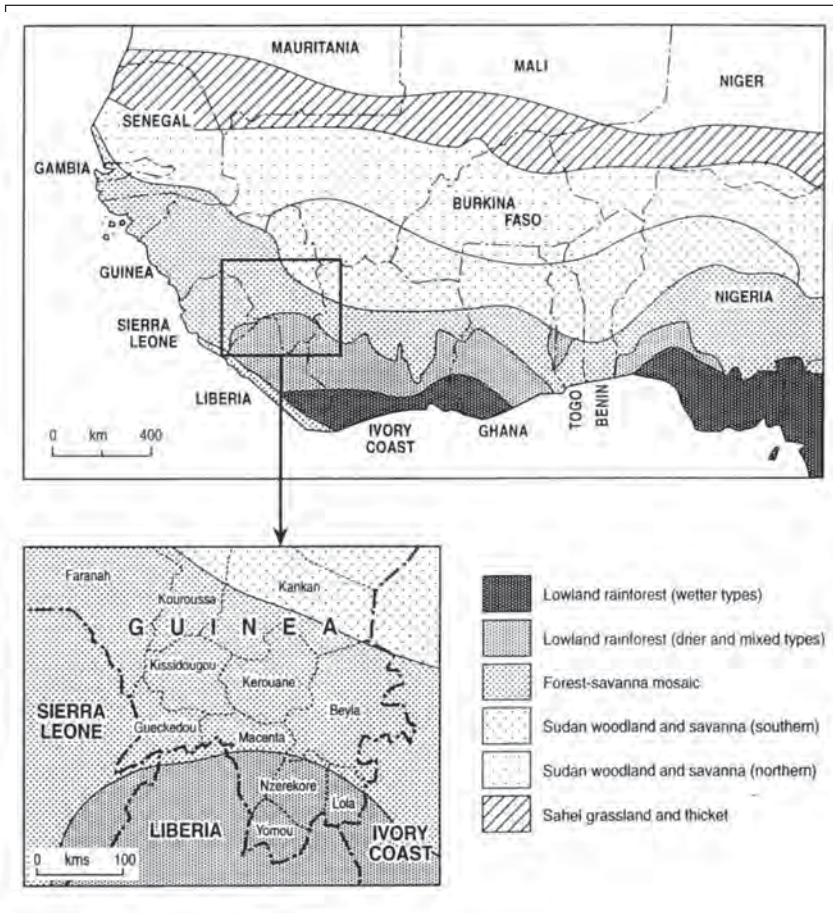 MAURITANIA
MALI
NIGER
SENEGAL
GAMBIA
BURKINA
FASO
GUINEA
NIGERIA
SIERRA
LEONE
LIBERIA
IVORY
COAST
GHANA
TOGO
BENIN
0 km 400
Faranah
Kankan
Kouroussa
GUINEA
Kissidougou
Kerouane
Beyla
SIERRA
LEONE
Gueckedou
Macenta
Nzerekore
Lola
LIBERIA
Yomou
IVORY
COAST
0 kms 100
Lowland rainforest (wetter types)
Lowland rainforest (drier and mixed types)
Forest-savanna mosaic
Sudan woodland and savanna (southern)
Sudan woodland and savanna (northern)
Sahel grassland and thicket